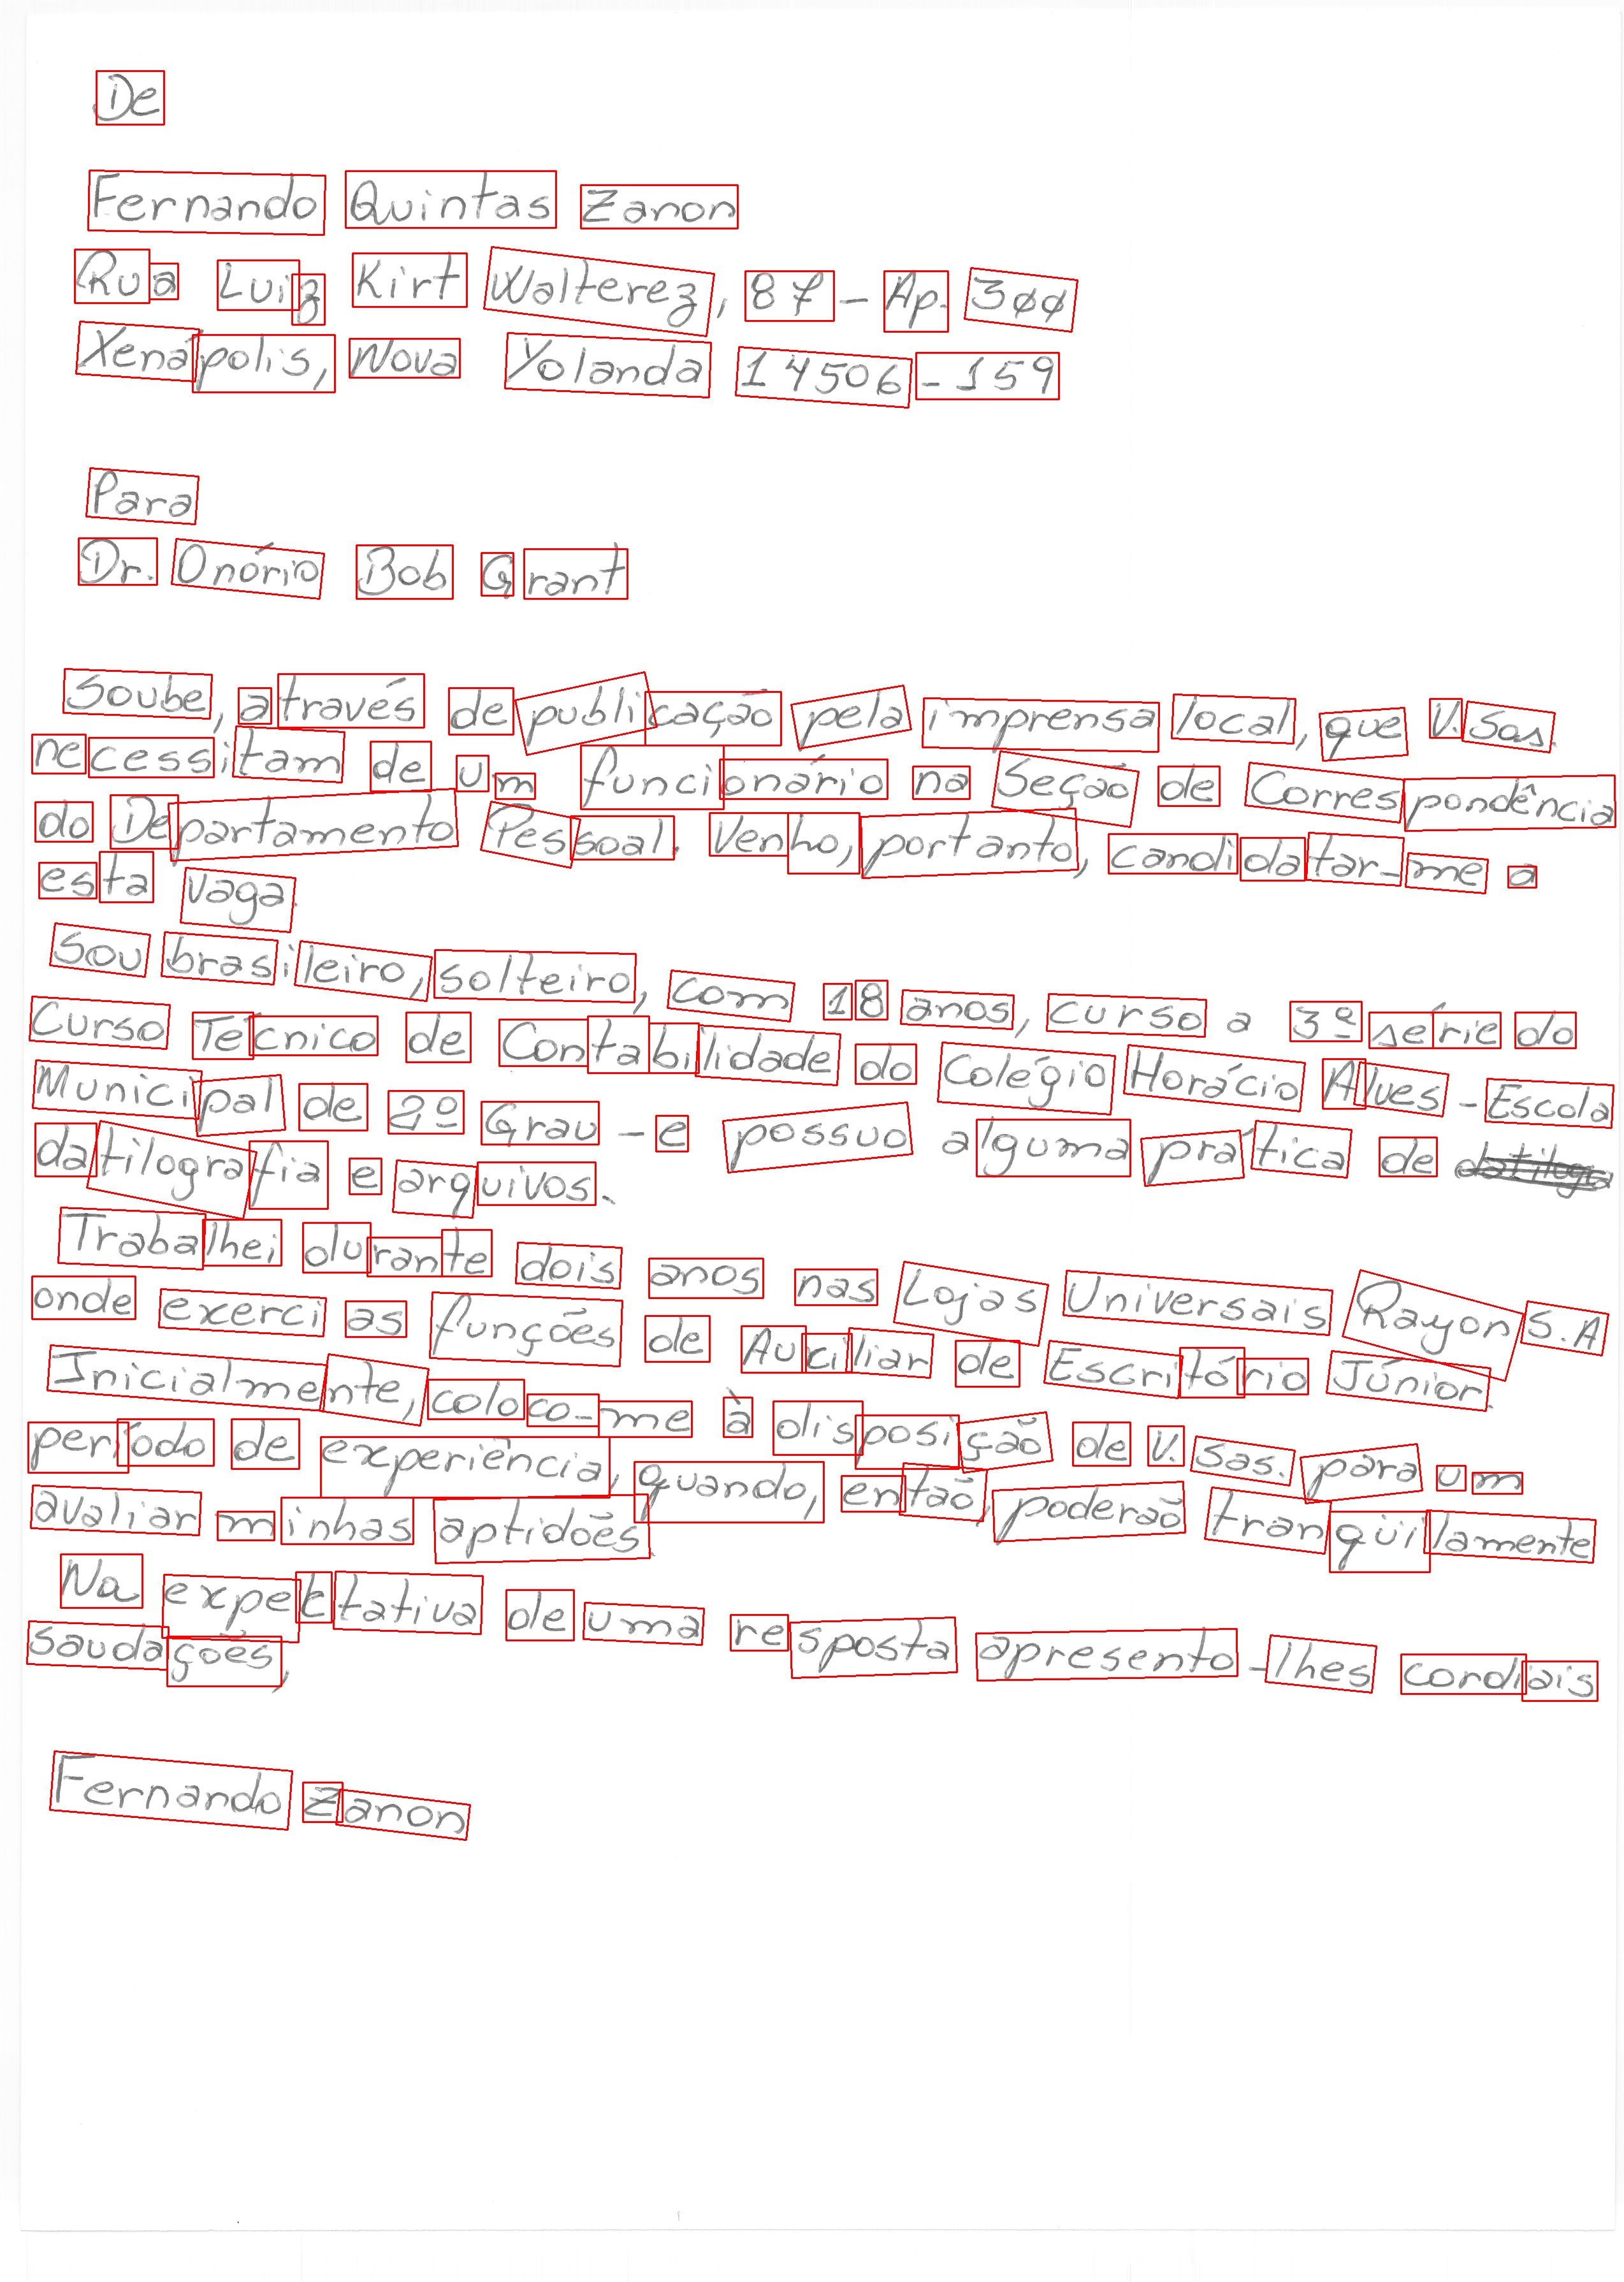 De
Fernando Quintas Zanon
Rua Luiz Kirt Walterez, 87 - Ap. 300
Xenápolis, Nova Yolanda 14506-159
Para
Dr. Onório Bob Grant
Soube, através de publicação pela imprensa local, que V. Sas.
necessitam de um funcionário na Seção de Correspondência
do Departamento Pessoal. Venho, portanto, candidatar-me a
esta vaga.
Sou brasileiro, solteiro, com 18 anos, curso a 3ª série do
Curso Técnico de Contabilidade do Colégio Horácio Alves - Escola
Municipal de 2º Grau - e possuo alguma prática de
datilografia e arquivos.
Trabalhei durante dois anos nas Lojas Universais Rayon S.A
onde exerci as funções de Auxiliar de Escritório Júnior.
Inicialmente, coloco-me à disposição de V. Sas. para um
período de experiência, quando, então, poderão tranqüilamente
avaliar minhas aptidões.
Na expectativa de uma resposta apresento-lhes cordiais
saudações,
Fernando Zanon